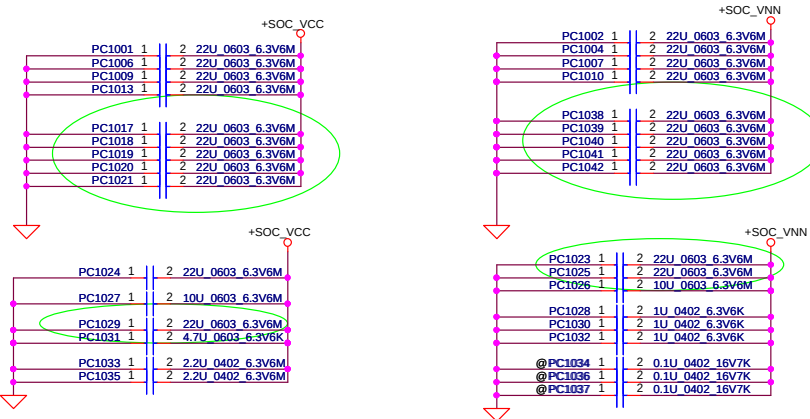 +SOC_VCC
PC1001 1 2 22U_0603_6.3V6M
PC1006 1 2 22U_0603_6.3V6M
PC1009 1 2 22U_0603_6.3V6M
PC1013 1 2 22U_0603_6.3V6M
PC1017 1 2 22U_0603_6.3V6M
PC1018 1 2 22U_0603_6.3V6M
PC1019 1 2 22U_0603_6.3V6M
PC1020 1 2 22U_0603_6.3V6M
PC1021 1 2 22U_0603_6.3V6M
+SOC_VNN
PC1002 1 2 22U_0603_6.3V6M
PC1004 1 2 22U_0603_6.3V6M
PC1007 1 2 22U_0603_6.3V6M
PC1010 1 2 22U_0603_6.3V6M
PC1038 1 2 22U_0603_6.3V6M
PC1039 1 2 22U_0603_6.3V6M
PC1040 1 2 22U_0603_6.3V6M
PC1041 1 2 22U_0603_6.3V6M
PC1042 1 2 22U_0603_6.3V6M
+SOC_VCC
PC1024 1 2 22U_0603_6.3V6M
PC1027 1 2 10U_0603_6.3V6M
PC1029 1 2 22U_0603_6.3V6M
PC1031 1 2 4.7U_0603_6.3V6K
PC1033 1 2 2.2U_0402_6.3V6M
PC1035 1 2 2.2U_0402_6.3V6M
+SOC_VNN
PC1023 1 2 22U_0603_6.3V6M
PC1025 1 2 22U_0603_6.3V6M
PC1026 1 2 10U_0603_6.3V6M
PC1028 1 2 1U_0402_6.3V6K
PC1030 1 2 1U_0402_6.3V6K
PC1032 1 2 1U_0402_6.3V6K
@PC1034 1 2 0.1U_0402_16V7K
@PC1036 1 2 0.1U_0402_16V7K
@PC1037 1 2 0.1U_0402_16V7K